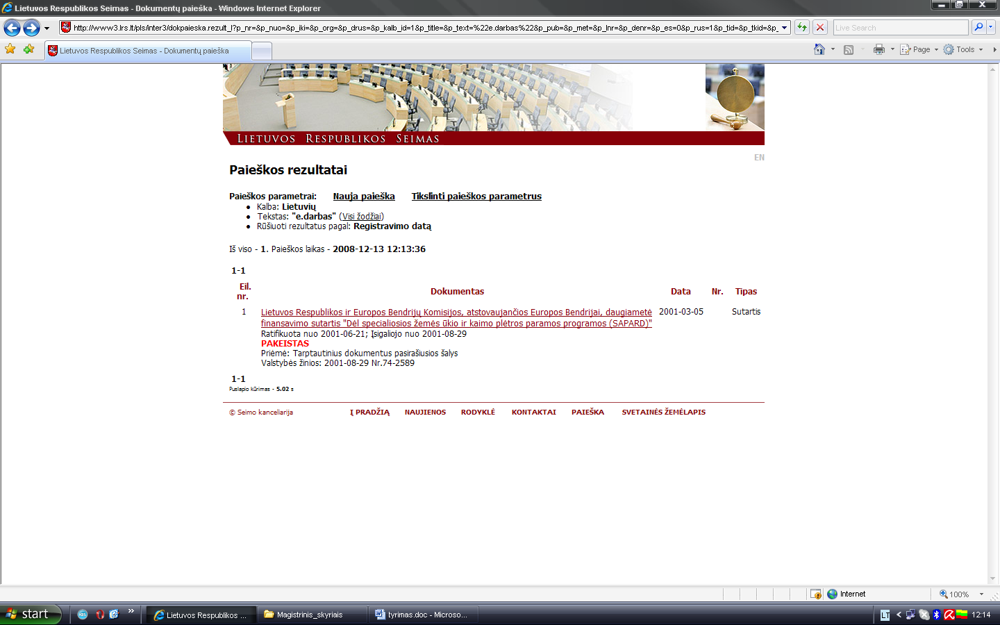 Lietuvos Respublikos Seimas - Dokumentų paieška - Windows Internet Explorer
http://www3.lrs.lt/pls/inter3/dokpaieska.rezult_l?p_nr=&p_nuo=&p_iki=&p_org=&p_drus=&p_kalb_id=1&p_title=&p_text=%22e.darbas%22&p_pub=&p_met=&p_lnr=&p_denr=&p_es=0&p_rus=1&p_tid=&p_tkid=&p_
Live Search
Lietuvos Respublikos Seimas - Dokumentų paieška
Page
Tools
LIETUVOS RESPUBLIKOS SEIMAS
EN
Paieškos rezultatai
Paieškos parametrai: Nauja paieška Tikslinti paieškos parametrus
• Kalba: Lietuvių
• Tekstas: "e.darbas" (Visi žodžiai)
• Rūšiuoti rezultatus pagal: Registravimo datą
Iš viso - 1. Paieškos laikas - 2008-12-13 12:13:36
1-1
Eil. nr. Dokumentas Data Nr. Tipas
1 Lietuvos Respublikos ir Europos Bendrijų Komisijos, atstovaujančios Europos Bendrijai, daugiametė 2001-03-05 Sutartis
finansavimo sutartis "Dėl specialiosios žemės ūkio ir kaimo plėtros paramos programos (SAPARD)"
Ratifikuota nuo 2001-06-21; Įsigaliojo nuo 2001-08-29
PAKEISTAS
Priėmė: Tarptautinius dokumentus pasirašiusios šalys
Valstybės žinios: 2001-08-29 Nr.74-2589
1-1
Puslapio kūrimas - 5.02 s
© Seimo kanceliarija Į PRADŽIĄ NAUJIENOS RODYKLĖ KONTAKTAI PAIEŠKA SVETAINĖS ŽEMĖLAPIS
Internet
100%
start
Lietuvos Respublikos ...
Magistrinis_skyriais
tyrimas.doc - Microso...
LT
12:14